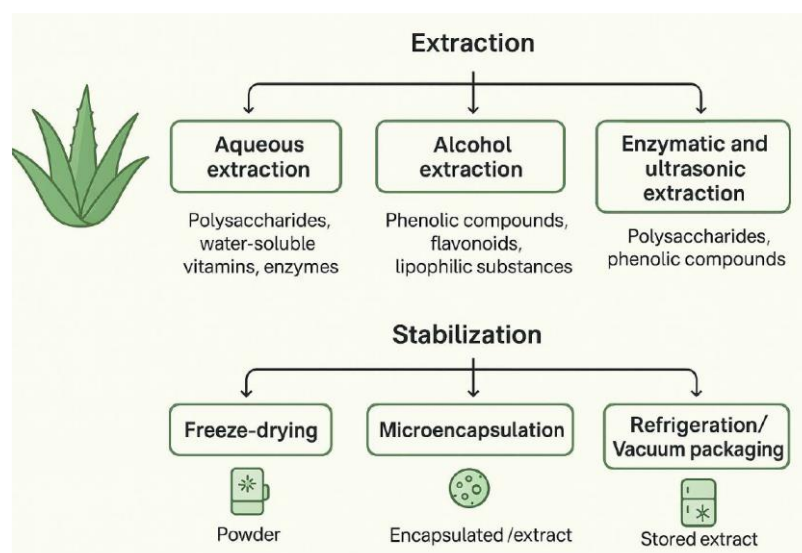 Extraction
Aqueous
extraction
Alcohol
extraction
Enzymatic and
ultrasonic
extraction
Polysaccharides,
water-soluble
vitamins, enzymes
Phenolic compounds,
flavonoids,
lipophilic substances
Polysaccharides,
phenolic compounds
Stabilization
Freeze-drying
Microencapsulation
Refrigeration/
Vacuum packaging
Powder
Encapsulated /extract
Stored extract